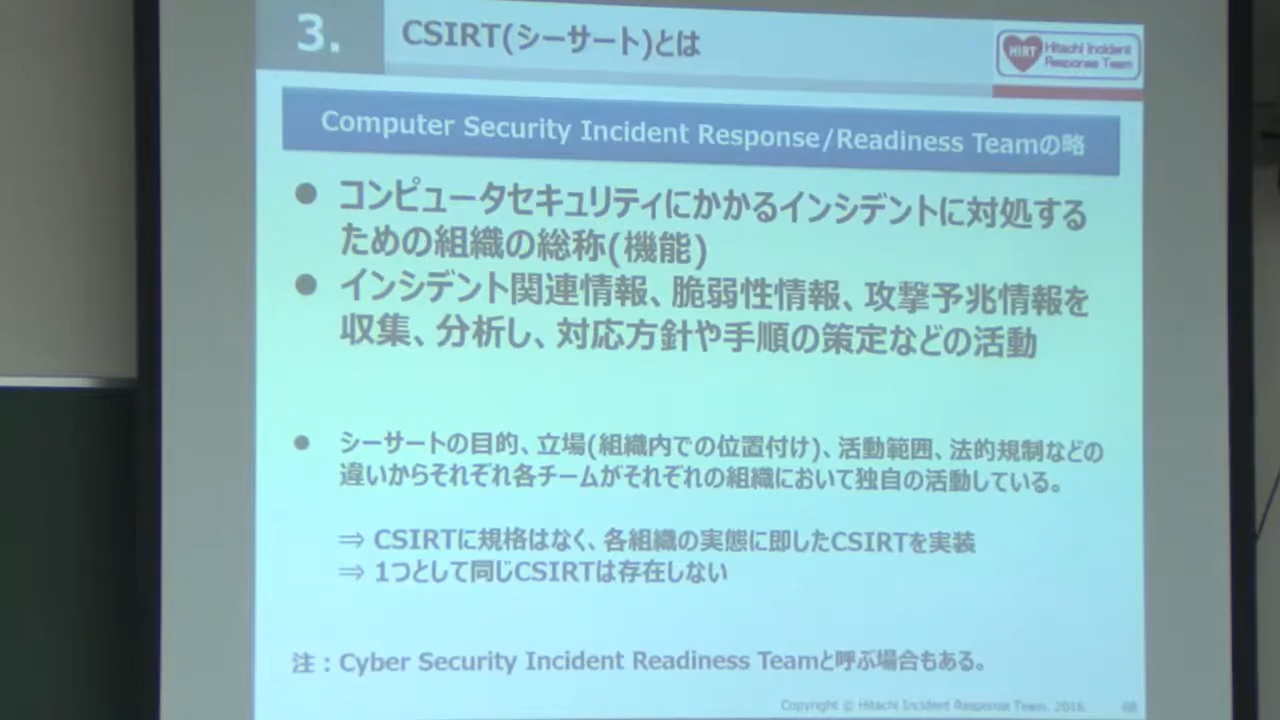 3.
CSIRT(シーサート)とは
HIRT
Hitachi Incident
Response Team
Computer Security Incident Response/Readiness Teamの略
● コンピュータセキュリティにかかるインシデントに対処する
ための組織の総称(機能)
● インシデント関連情報、脆弱性情報、攻撃予兆情報を
収集、分析し、対応方針や手順の策定などの活動
● シーサートの目的、立場(組織内での位置付け)、活動範囲、法的規制などの
違いからそれぞれ各チームがそれぞれの組織において独自の活動している。
⇒ CSIRTに規格はなく、各組織の実態に即したCSIRTを実装
⇒ 1つとして同じCSIRTは存在しない
注：Cyber Security Incident Readiness Teamと呼ぶ場合もある。
Copyright © Hitachi Incident Response Team. 2016.